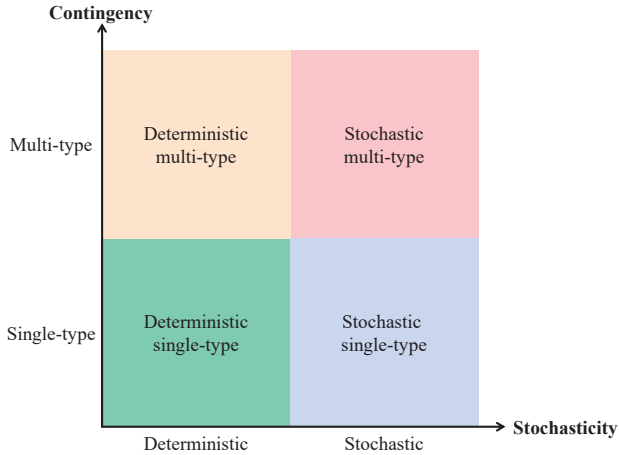 Contingency
Multi-type
Deterministic
multi-type
Stochastic
multi-type
Single-type
Deterministic
single-type
Stochastic
single-type
Stochasticity
Deterministic
Stochastic